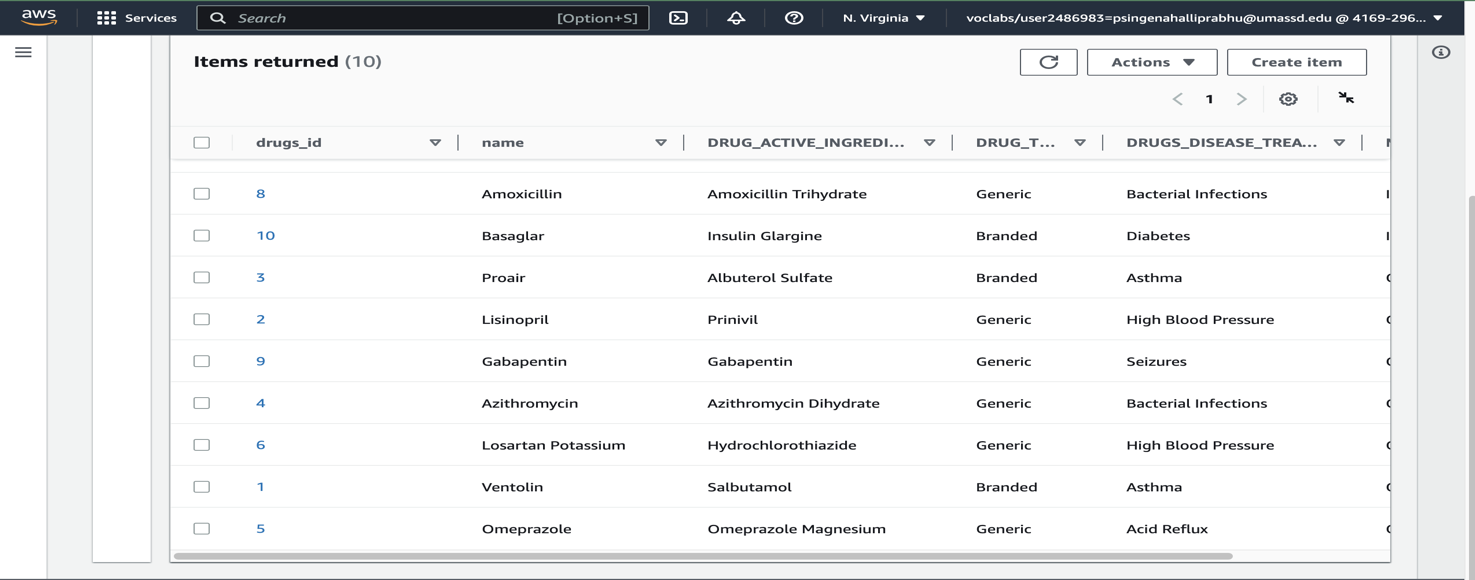 aws Services Search [Option+S] N. Virginia voclabs/user2486983=psingenahalliprabhu@umassd.edu @ 4169-296...
Items returned (10) Actions Create item
1
drugs_id name DRUG_ACTIVE_INGREDI... DRUG_T... DRUGS_DISEASE_TREA...
8 Amoxicillin Amoxicillin Trihydrate Generic Bacterial Infections
10 Basaglar Insulin Glargine Branded Diabetes
3 Proair Albuterol Sulfate Branded Asthma
2 Lisinopril Prinivil Generic High Blood Pressure
9 Gabapentin Gabapentin Generic Seizures
4 Azithromycin Azithromycin Dihydrate Generic Bacterial Infections
6 Losartan Potassium Hydrochlorothiazide Generic High Blood Pressure
1 Ventolin Salbutamol Branded Asthma
5 Omeprazole Omeprazole Magnesium Generic Acid Reflux